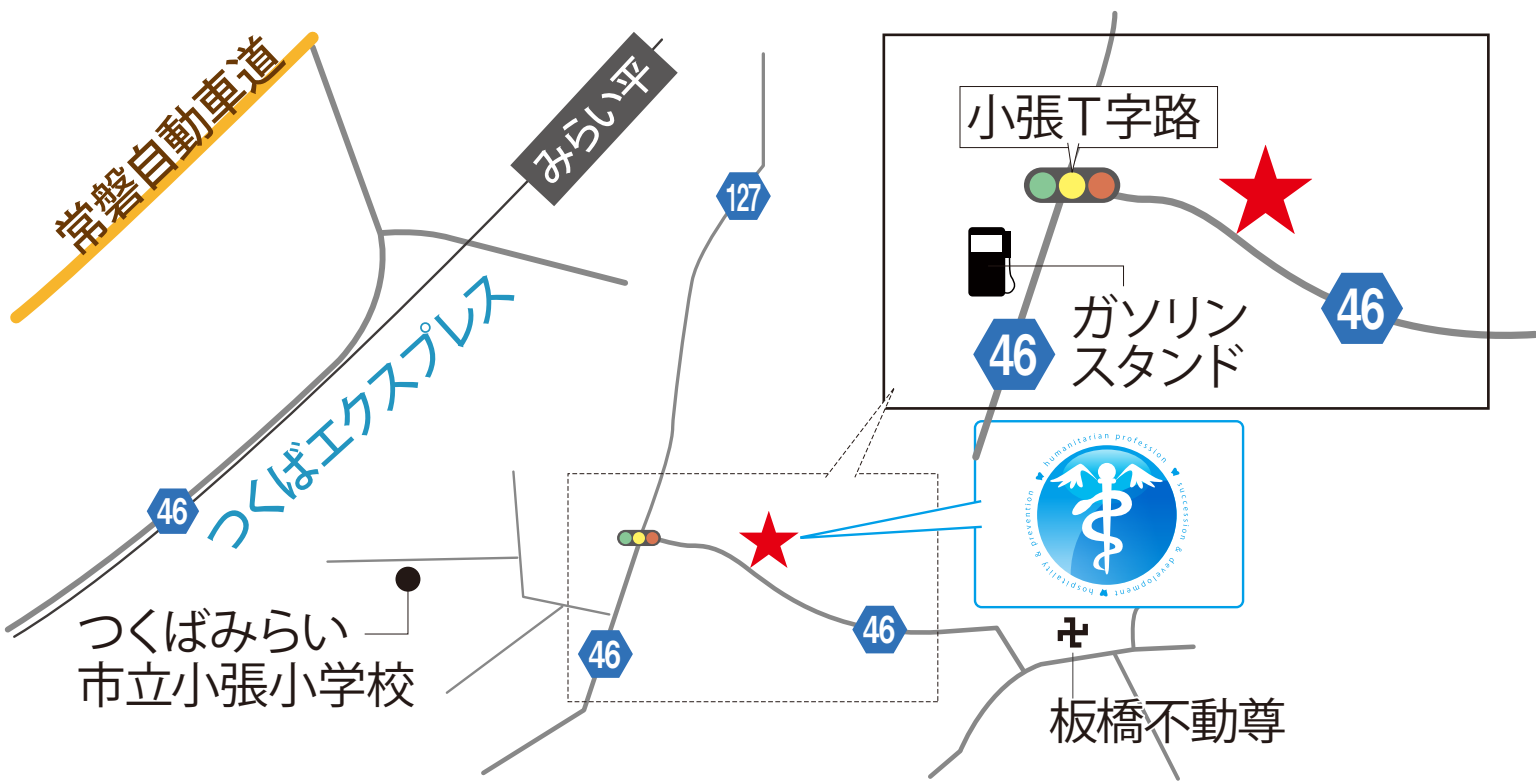 常磐自動車道
みらい平
つくばエクスプレス
127
46
小張T字路
ガソリン
スタンド
46
46
つくばみらい
市立小張小学校
46
46
humanitarian profession
succession & development
hospitality & prevention
卍
板橋不動尊